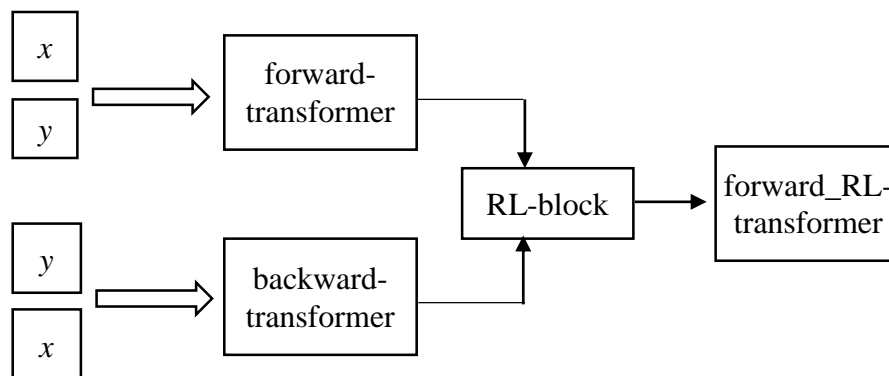 x
y
forward-
transformer
y
x
backward-
transformer
RL-block
forward_RL-
transformer